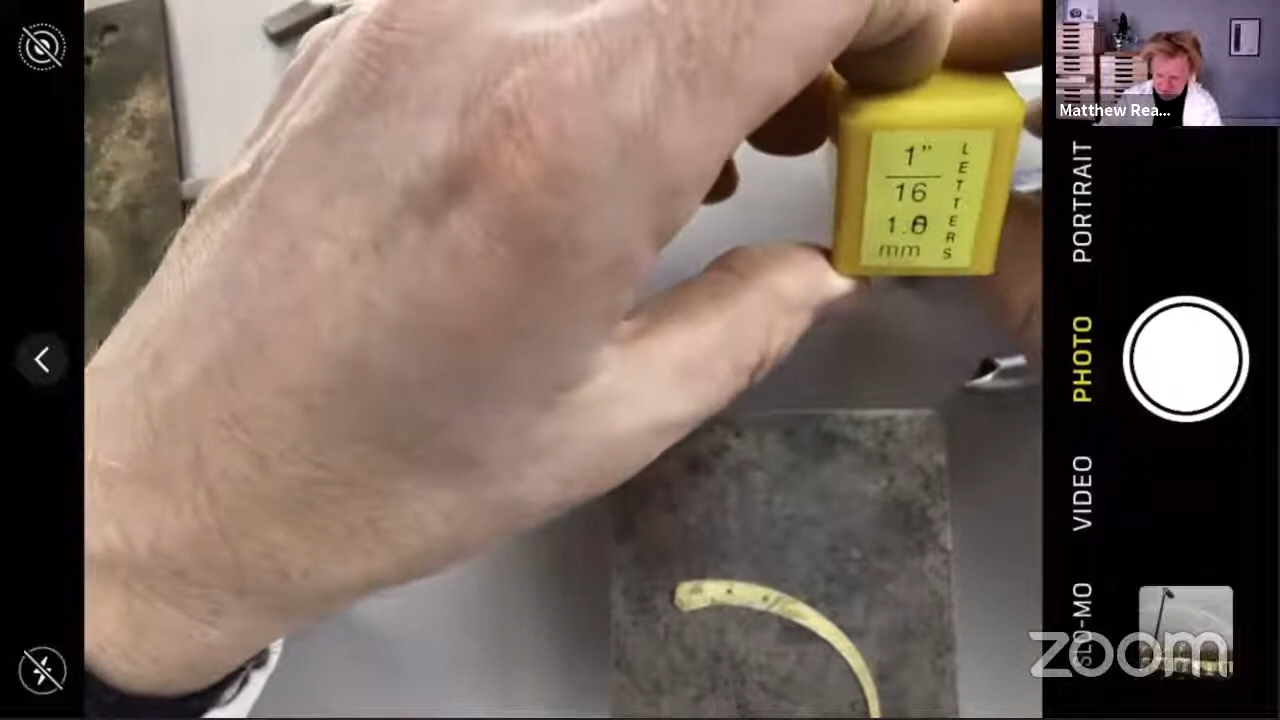 1"
16
1.6
mm
LETTERS
Matthew Rea...
PORTRAIT
PHOTO
VIDEO
SLO-MO
zoom